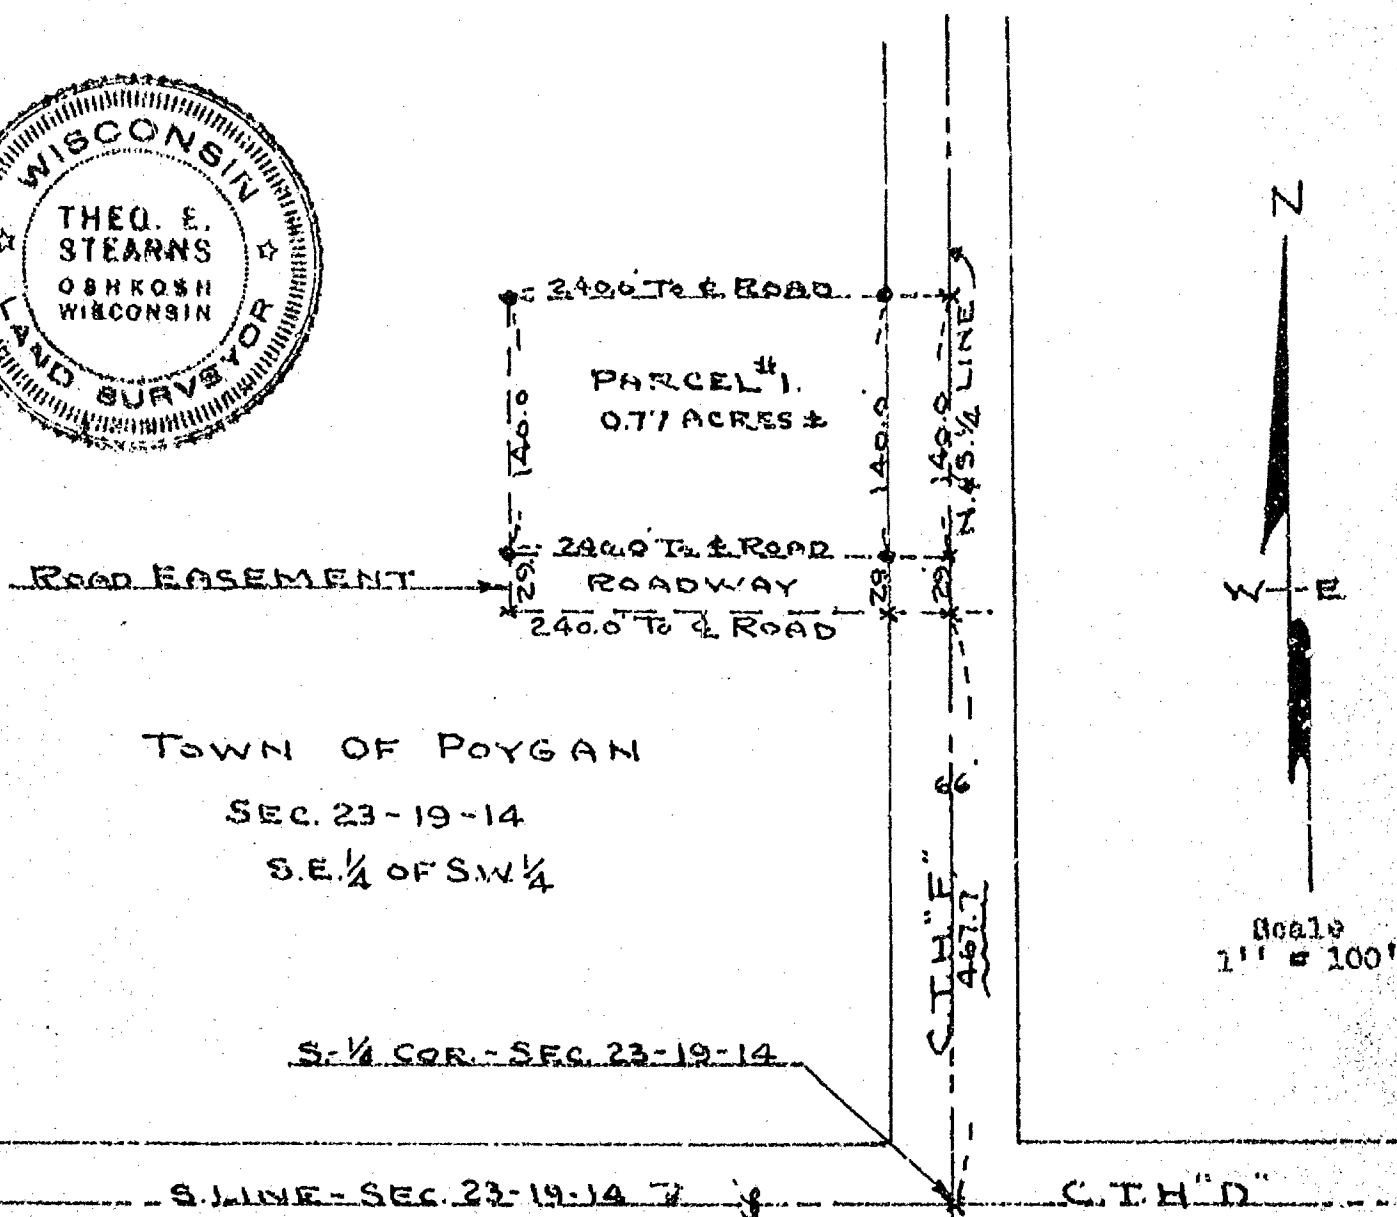 WISCONSIN
THEO. E.
STEARNS
OSHKOSH
WISCONSIN
LAND SURVEYOR
N
240.0' To ℄ ROAD
PARCEL #1.
0.77 ACRES ±
140.0
140.0
140.0
N. & S. ¼ LINE
240.0' To ℄ ROAD
ROAD EASEMENT
29.
ROADWAY
29
29
W E
240.0' To ℄ ROAD
TOWN OF POYGAN
SEC. 23-19-14
S.E. ¼ OF S.W. ¼
66.
C.T.H. "F"
467.7
Scale
1'' = 100'
S-¼ COR.-SEC. 23-19-14
S. LINE - SEC. 23-19-14
C.T.H "D"